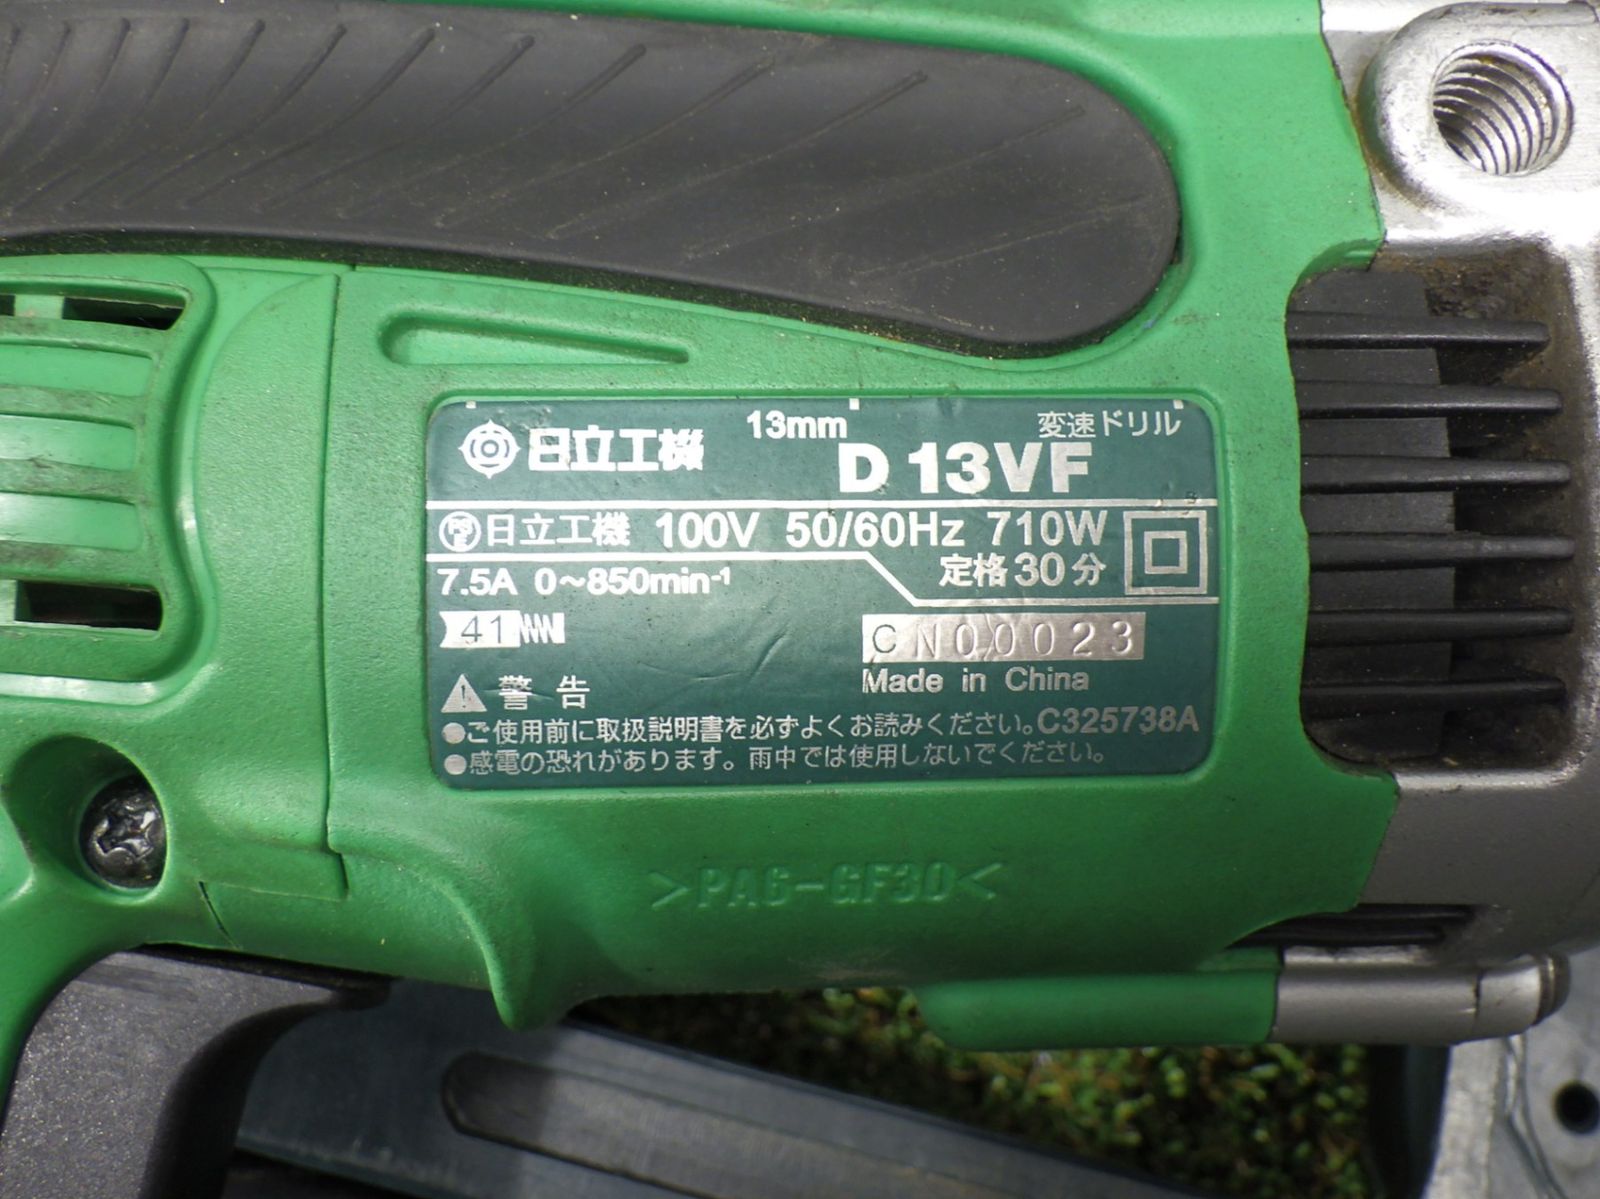 日立工機 13mm 変速ドリル
D 13VF
日立工機 100V 50/60Hz 710W
7.5A 0~850min-1 定格30分
41
CN00023
Made in China
警告
●ご使用前に取扱説明書を必ずよくお読みください。C325738A
●感電の恐れがあります。雨中では使用しないでください。
>PA6-GF30<